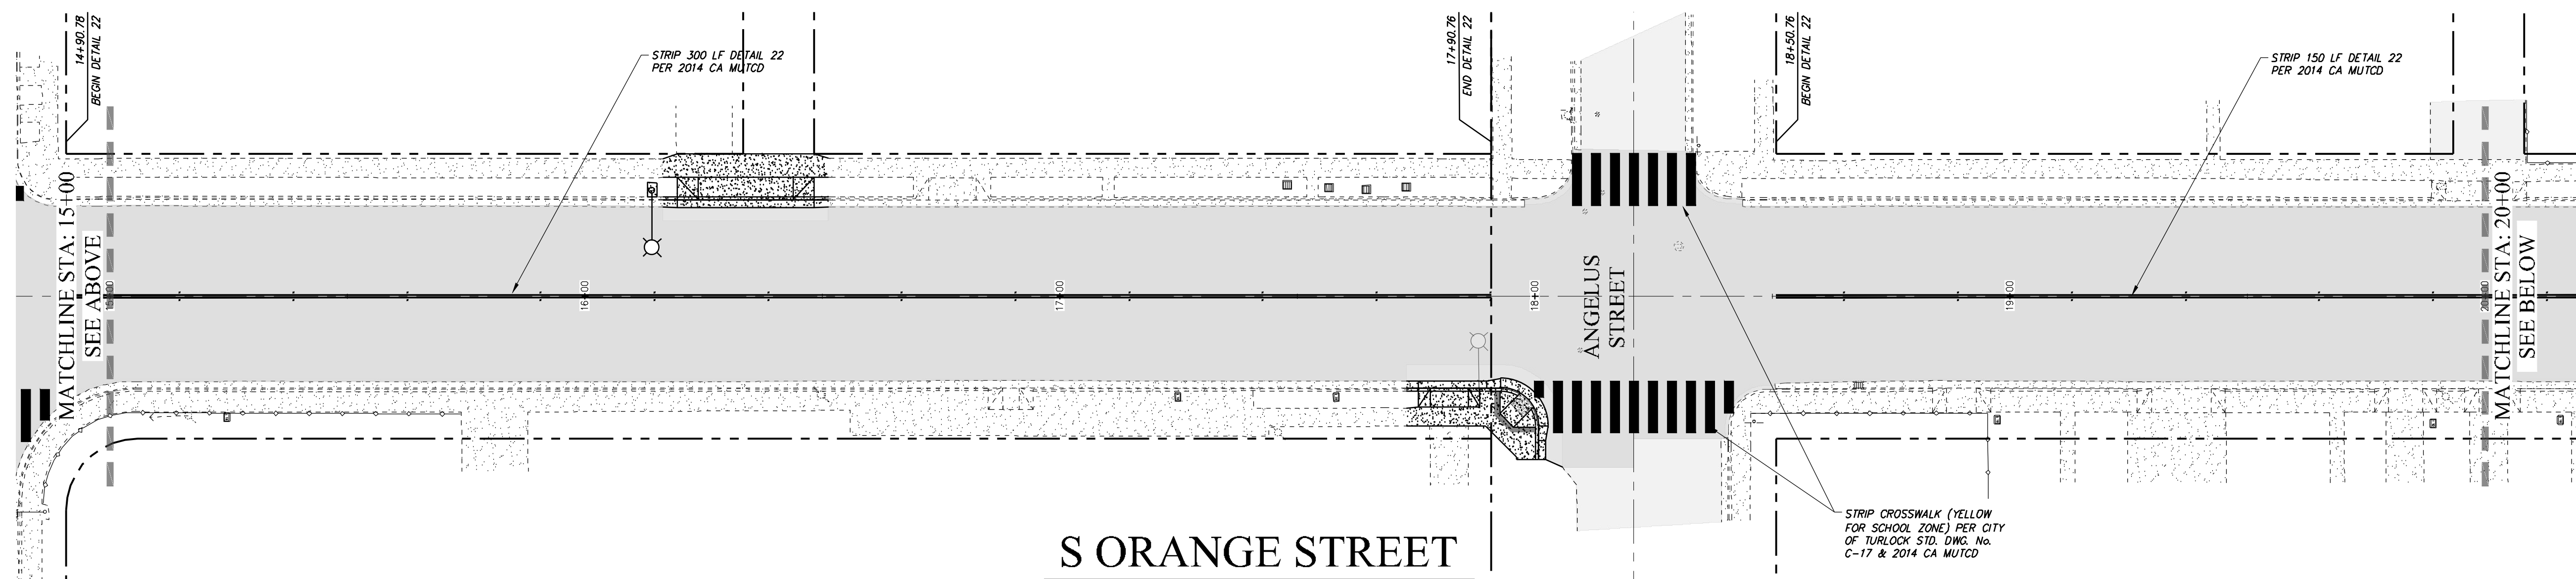 14+90.78
BEGIN DETAIL 22
STRIP 300 LF DETAIL 22
PER 2014 CA MUTCD
17+90.76
END DETAIL 22
18+50.76
BEGIN DETAIL 22
STRIP 150 LF DETAIL 22
PER 2014 CA MUTCD
MATCHLINE STA: 15+00
SEE ABOVE
16+00
17+00
18+00
ANGELUS
STREET
19+00
MATCHLINE STA: 20+00
SEE BELOW
STRIP CROSSWALK (YELLOW
FOR SCHOOL ZONE) PER CITY
OF TURLOCK STD. DWG. No.
C-17 & 2014 CA MUTCD
S ORANGE STREET